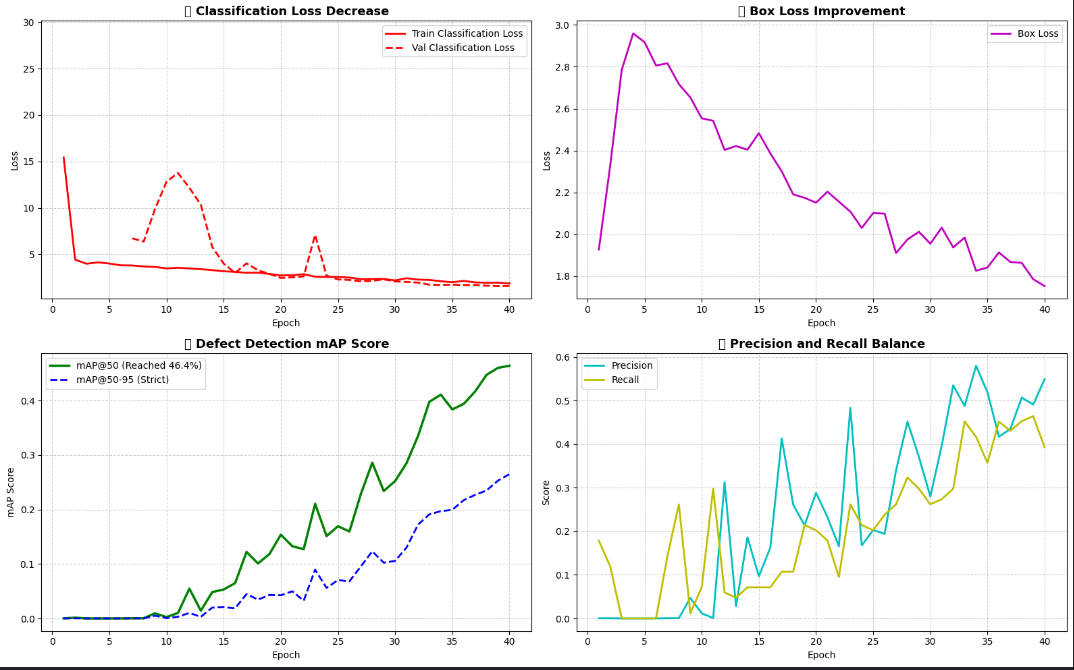 ▯ Classification Loss Decrease
30
25
20
15
10
5
Loss
Train Classification Loss
Val Classification Loss
0 5 10 15 20 25 30 35 40
Epoch
▯ Box Loss Improvement
3.0
2.8
2.6
2.4
2.2
2.0
1.8
Loss
Box Loss
0 5 10 15 20 25 30 35 40
Epoch
▯ Defect Detection mAP Score
mAP@50 (Reached 46.4%)
mAP@50-95 (Strict)
0.4
0.3
0.2
0.1
0.0
mAP Score
0 5 10 15 20 25 30 35 40
Epoch
▯ Precision and Recall Balance
Precision
Recall
0.6
0.5
0.4
0.3
0.2
0.1
0.0
Score
0 5 10 15 20 25 30 35 40
Epoch